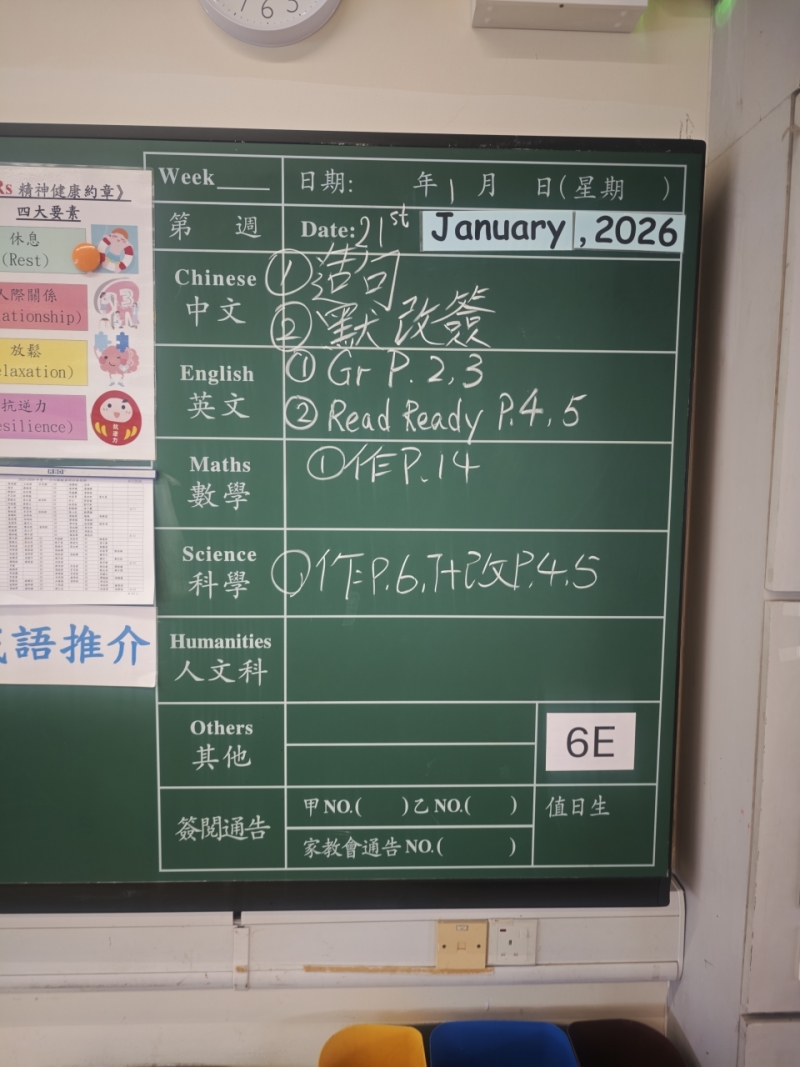 6 5
Rs 精神健康約章》
四大要素
休息
(Rest)
人際關係
ationship)
放鬆
elaxation)
抗逆力
esilience)
語推介
Week____ 日期: 年1月 日(星期 )
第 週 Date:21st January, 2026
Chinese
中文
①造句
②默改簽
English
英文
①Gr P.2,3
②Read Ready P.4,5
Maths
數學
①作P.14
Science
科學
①作P.6,7+改P.4,5
Humanities
人文科
Others
其他
6E
簽閱通告
甲NO.( )乙NO.( )
家教會通告NO.( )
值日生